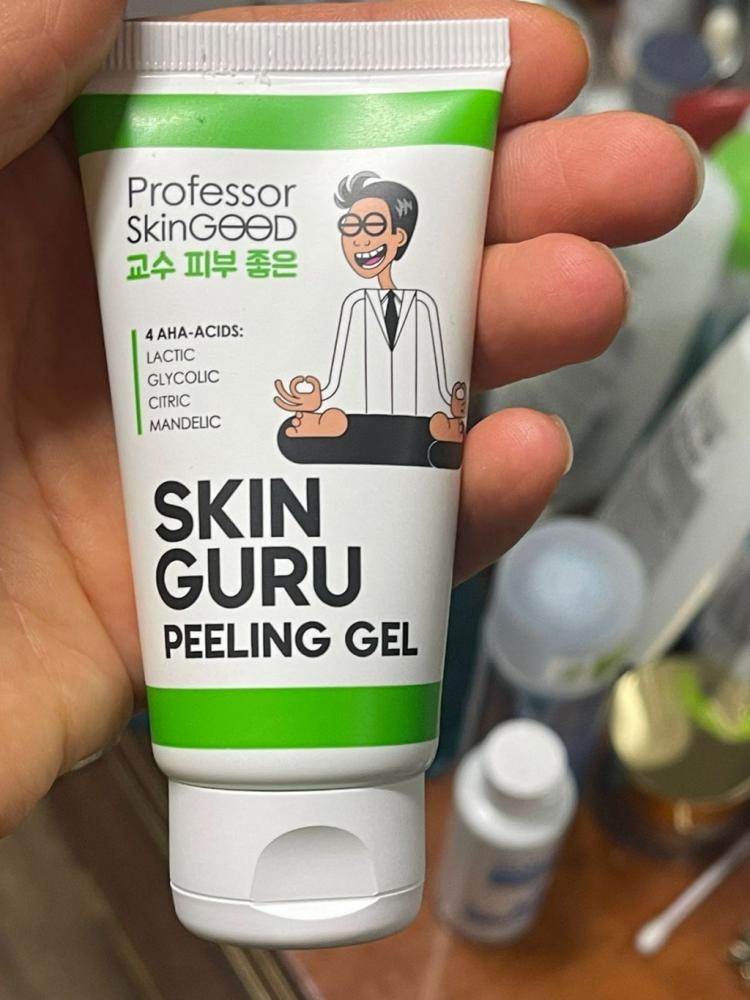 Professor
SkinGOOD
교수 피부 좋은
4 AHA-ACIDS:
LACTIC
GLYCOLIC
CITRIC
MANDELIC
SKIN
GURU
PEELING GEL